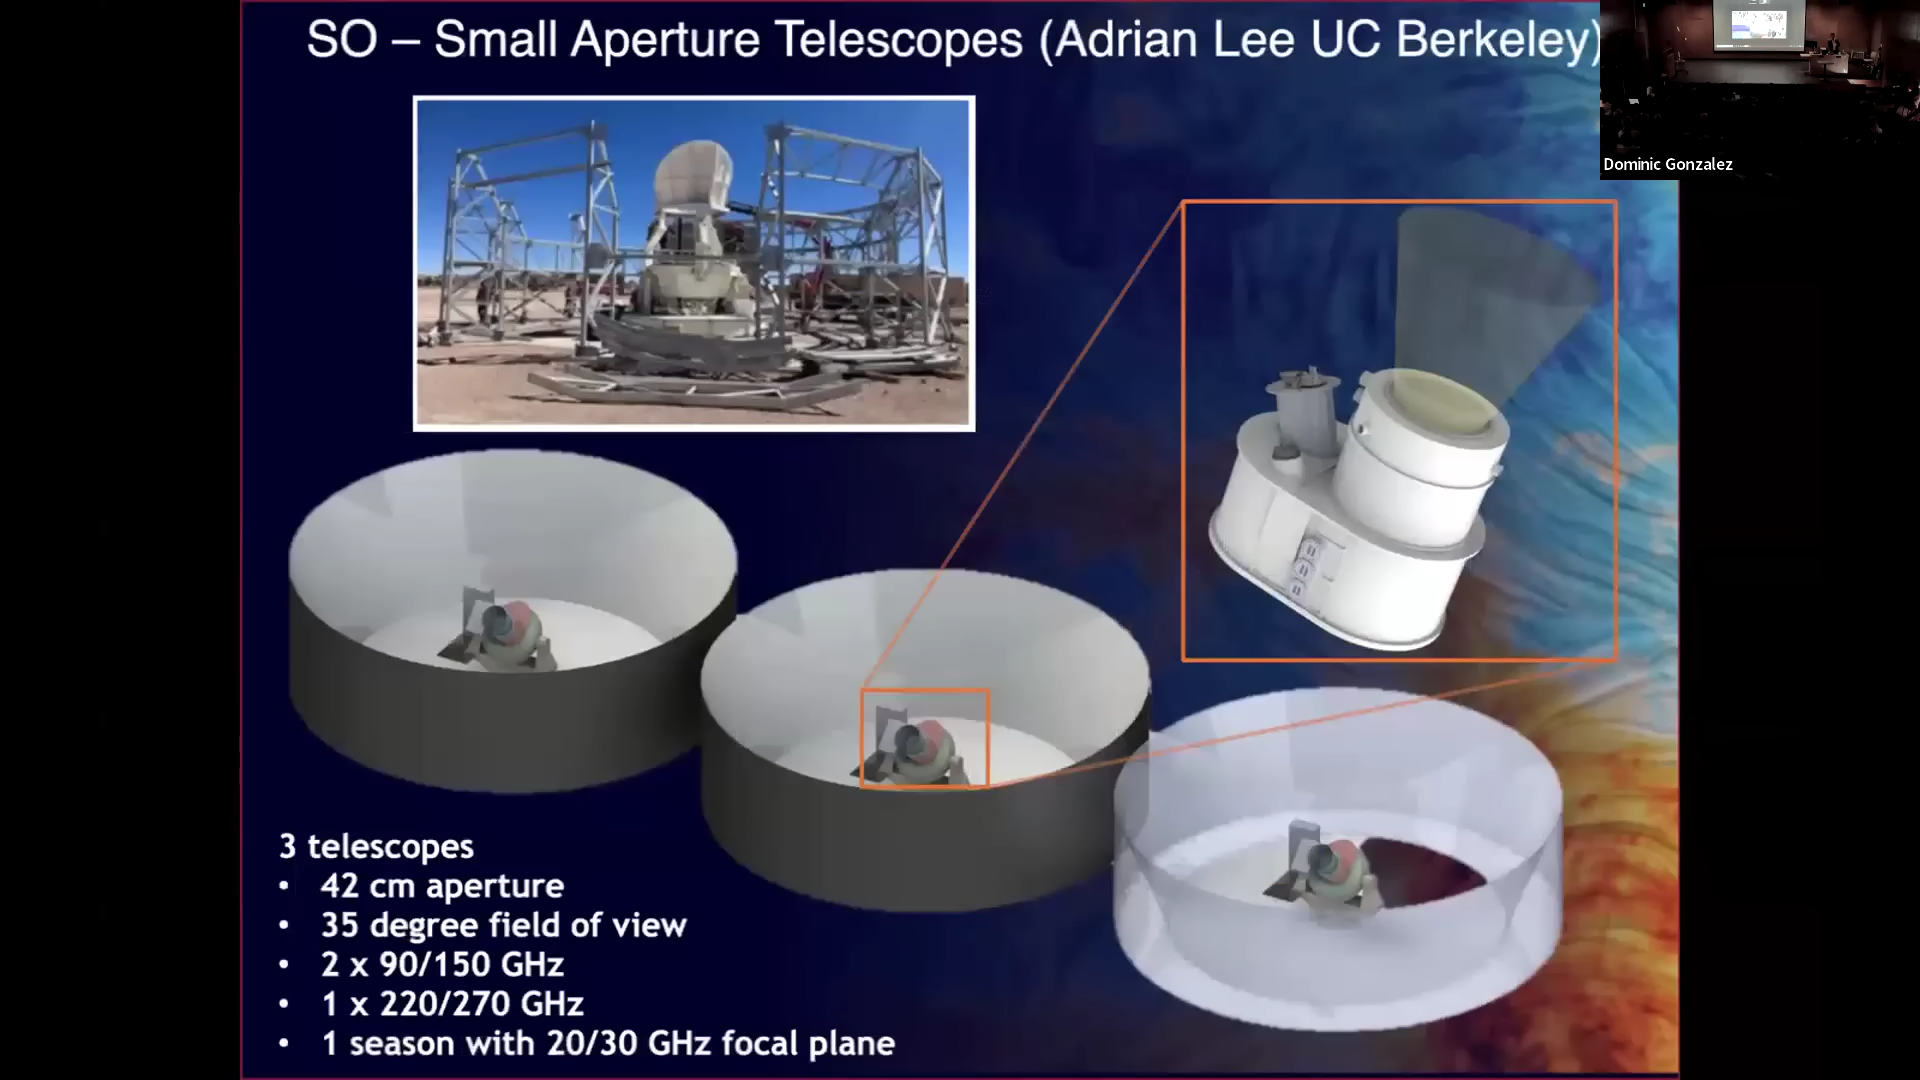 SO – Small Aperture Telescopes (Adrian Lee UC Berkeley)
Dominic Gonzalez
3 telescopes
• 42 cm aperture
• 35 degree field of view
• 2 x 90/150 GHz
• 1 x 220/270 GHz
• 1 season with 20/30 GHz focal plane